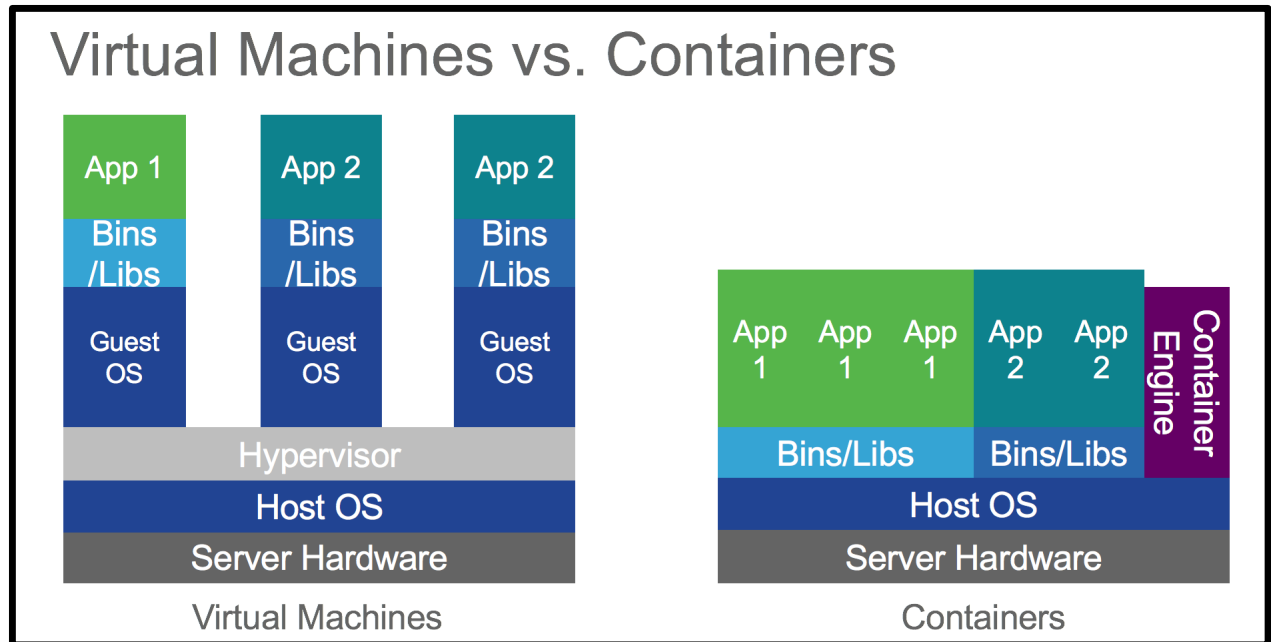 Virtual Machines vs. Containers
App 1
Bins
/Libs
Guest
OS
App 2
Bins
/Libs
Guest
OS
App 2
Bins
/Libs
Guest
OS
Hypervisor
Host OS
Server Hardware
Virtual Machines
App
1
App
1
App
1
App
2
App
2
Container
Engine
Bins/Libs
Bins/Libs
Host OS
Server Hardware
Containers